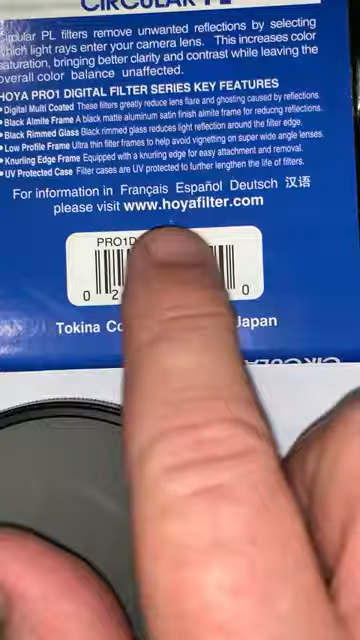 CIRCULAR PL
Circular PL filters remove unwanted reflections by selecting
which light rays enter your camera lens. This increases color
saturation, bringing better clarity and contrast while leaving the
overall color balance unaffected.
HOYA PRO1 DIGITAL FILTER SERIES KEY FEATURES
• Digital Multi Coated These filters greatly reduce lens flare and ghosting caused by reflections.
• Black Almite Frame A black matte aluminum satin finish almite frame for reducing reflections.
• Black Rimmed Glass Black rimmed glass reduces light reflection around the filter edge.
• Low Profile Frame Ultra thin filter frames to help avoid vignetting on super wide angle lenses.
• Knurling Edge Frame Equipped with a knurling edge for easy attachment and removal.
• UV Protected Case Filter cases are UV protected to further lengthen the life of filters.
For information in Français Español Deutsch 汉语
please visit www.hoyafilter.com
PRO1D
0 2 0
Tokina Co Japan
CIRCULAR